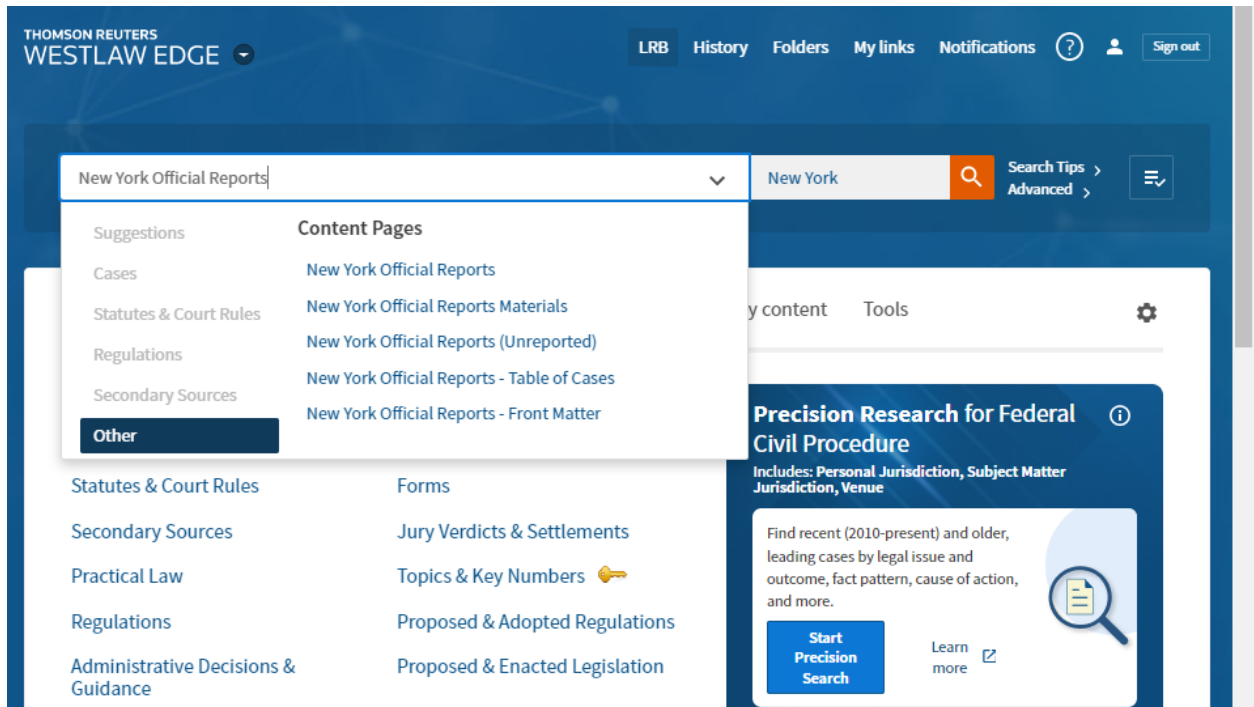 THOMSON REUTERS
WESTLAW EDGE
LRB History Folders My links Notifications ? Sign out
New York Official Reports
New York
Search Tips
Advanced
Suggestions
Cases
Statutes & Court Rules
Regulations
Secondary Sources
Other
Content Pages
New York Official Reports
New York Official Reports Materials
New York Official Reports (Unreported)
New York Official Reports - Table of Cases
New York Official Reports - Front Matter
y content Tools
Statutes & Court Rules
Secondary Sources
Practical Law
Regulations
Administrative Decisions &
Guidance
Forms
Jury Verdicts & Settlements
Topics & Key Numbers
Proposed & Adopted Regulations
Proposed & Enacted Legislation
Precision Research for Federal
Civil Procedure
Includes: Personal Jurisdiction, Subject Matter
Jurisdiction, Venue
Find recent (2010-present) and older,
leading cases by legal issue and
outcome, fact pattern, cause of action,
and more.
Start
Precision
Search
Learn
more